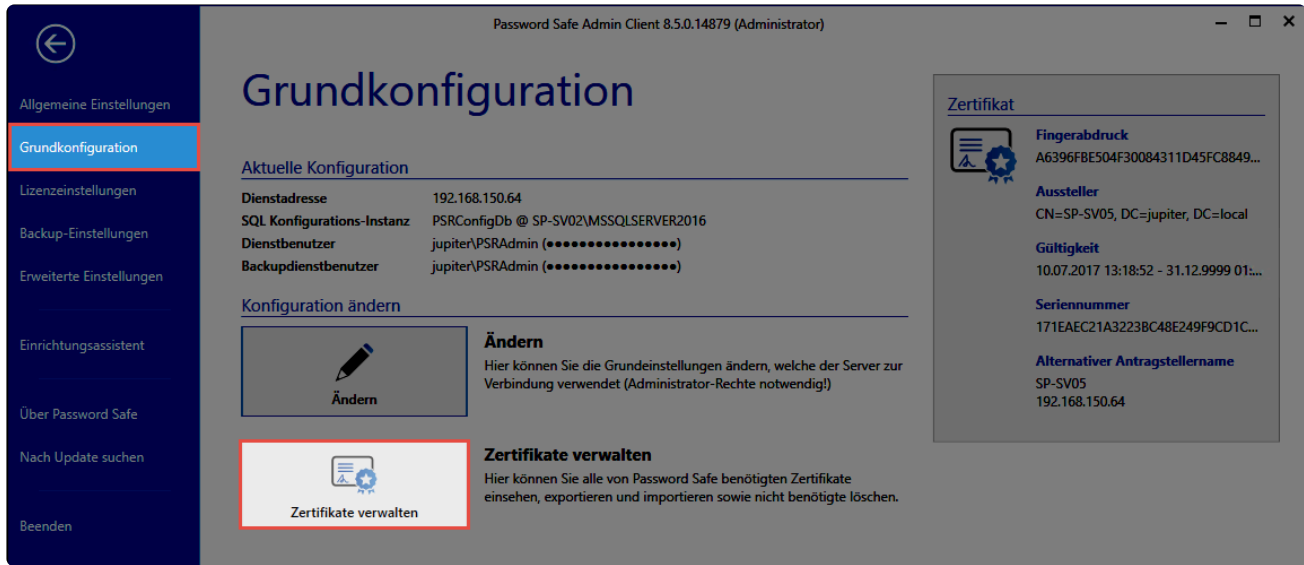 Password Safe Admin Client 8.5.0.14879 (Administrator)
Allgemeine Einstellungen
Grundkonfiguration
Lizenzeinstellungen
Backup-Einstellungen
Erweiterte Einstellungen
Einrichtungsassistent
Über Password Safe
Nach Update suchen
Beenden
Grundkonfiguration
Aktuelle Konfiguration
Dienstadresse 192.168.150.64
SQL Konfigurations-Instanz PSRConfigDb @ SP-SV02\MSSQLSERVER2016
Dienstbenutzer jupiter\PSRAdmin (●●●●●●●●●●●●●●●●)
Backupdienstbenutzer jupiter\PSRAdmin (●●●●●●●●●●●●●●●●)
Konfiguration ändern
Ändern
Ändern
Hier können Sie die Grundeinstellungen ändern, welche der Server zur
Verbindung verwendet (Administrator-Rechte notwendig!)
Zertifikate verwalten
Zertifikate verwalten
Hier können Sie alle von Password Safe benötigten Zertifikate
einsehen, exportieren und importieren sowie nicht benötigte löschen.
Zertifikat
Fingerabdruck
A6396FBE504F30084311D45FC8849...
Aussteller
CN=SP-SV05, DC=jupiter, DC=local
Gültigkeit
10.07.2017 13:18:52 - 31.12.9999 01:...
Seriennummer
171EAEC21A3223BC48E249F9CD1C...
Alternativer Antragstellername
SP-SV05
192.168.150.64